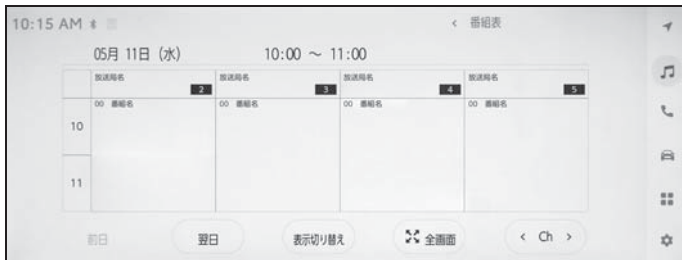 10:15 AM
< 番組表
05月 11日 (水) 10:00 ～ 11:00
放送局名 2 放送局名 3 放送局名 4 放送局名 5
00 番組名 00 番組名 00 番組名 00 番組名
10
11
前日 翌日 表示切り替え 全画面 < Ch >